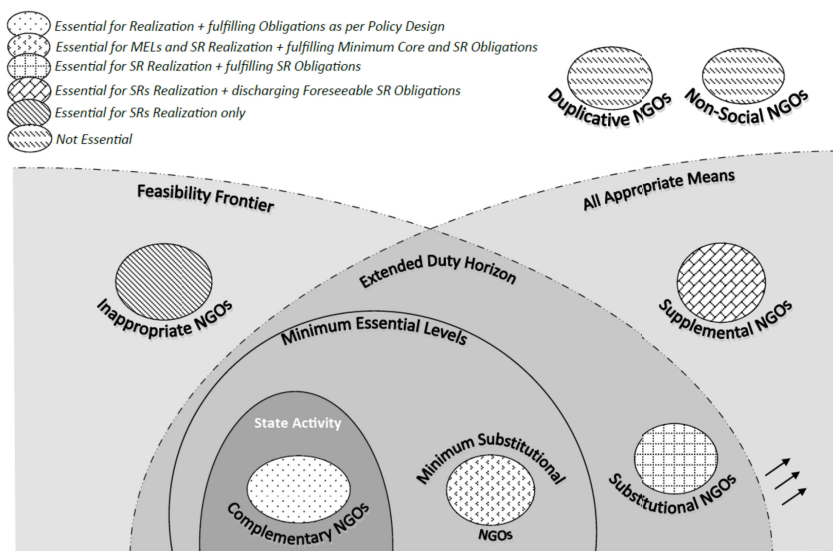 Essential for Realization + fulfilling Obligations as per Policy Design
Essential for MELs and SR Realization + fulfilling Minimum Core and SR Obligations
Essential for SR Realization + fulfilling SR Obligations
Essential for SRs Realization + discharging Foreseeable SR Obligations
Essential for SRs Realization only
Not Essential
Duplicative NGOs
Non-Social NGOs
Feasibility Frontier
All Appropriate Means
Extended Duty Horizon
Inappropriate NGOs
Supplemental NGOs
Minimum Essential Levels
State Activity
Complementary NGOs
Minimum Substitutional
NGOs
Substitutional NGOs